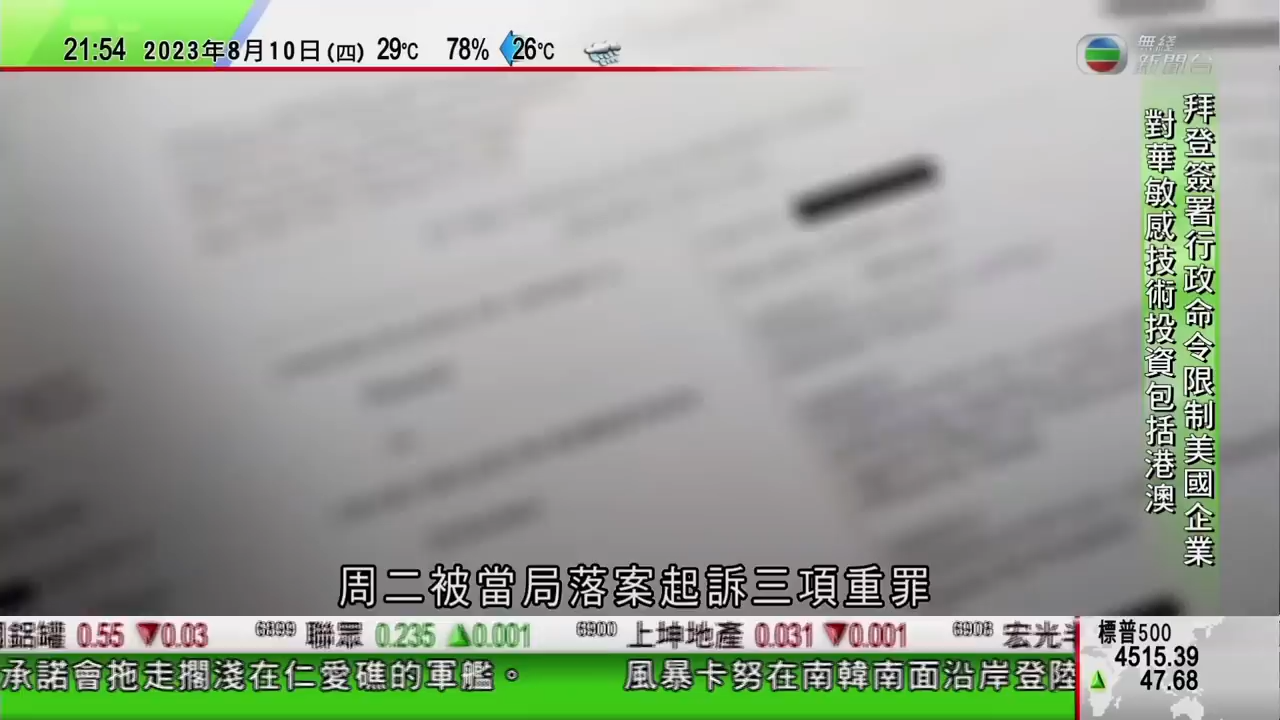 21:54 2023年8月10日(四) 29℃ 78% 26℃
無綫
新聞台
拜登簽署行政命令限制美國企業
對華敏感技術投資包括港澳
周二被當局落案起訴三項重罪
鋁罐 0.55 ▼0.03 6899 聯眾 0.235 ▲0.001 6900 上坤地產 0.031 ▼0.001 6908 宏光
承諾會拖走擱淺在仁愛礁的軍艦。 風暴卡努在南韓南面沿岸登陸
標普500
4515.39
▲ 47.68